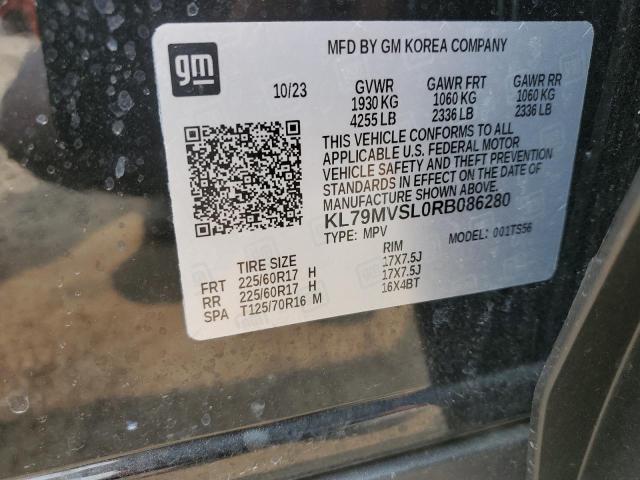 gm
MFD BY GM KOREA COMPANY
10/23 GVWR GAWR FRT GAWR RR
1930 KG 1060 KG 1060 KG
4255 LB 2336 LB 2336 LB
THIS VEHICLE CONFORMS TO ALL
APPLICABLE U.S. FEDERAL MOTOR
VEHICLE SAFETY AND THEFT PREVENTION
STANDARDS IN EFFECT ON THE DATE OF
MANUFACTURE SHOWN ABOVE.
KL79MVSL0RB086280
TYPE: MPV MODEL: 001TS56
TIRE SIZE RIM
FRT 225/60R17 H 17X7.5J
RR 225/60R17 H 17X7.5J
SPA T125/70R16 M 16X4BT